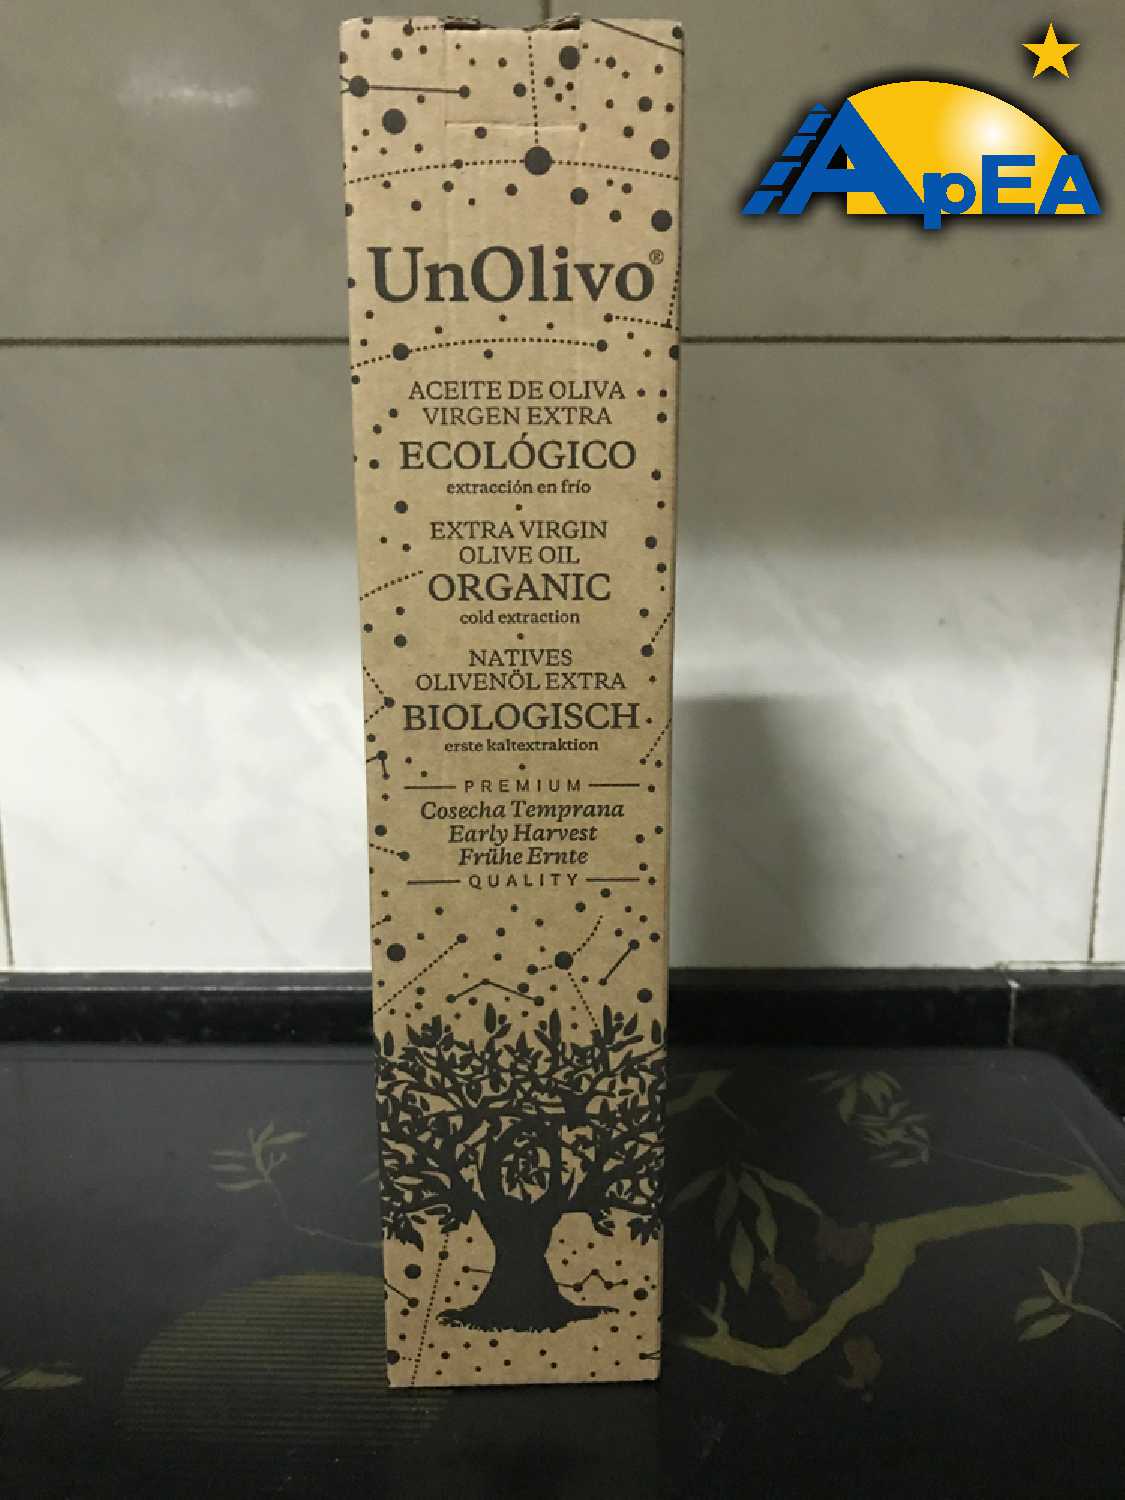 ApEA
UnOlivo®
ACEITE DE OLIVA
VIRGEN EXTRA
ECOLÓGICO
extracción en frío
EXTRA VIRGIN
OLIVE OIL
ORGANIC
cold extraction
NATIVES
OLIVENÖL EXTRA
BIOLOGISCH
erste kaltextraktion
PREMIUM
Cosecha Temprana
Early Harvest
Frühe Ernte
QUALITY